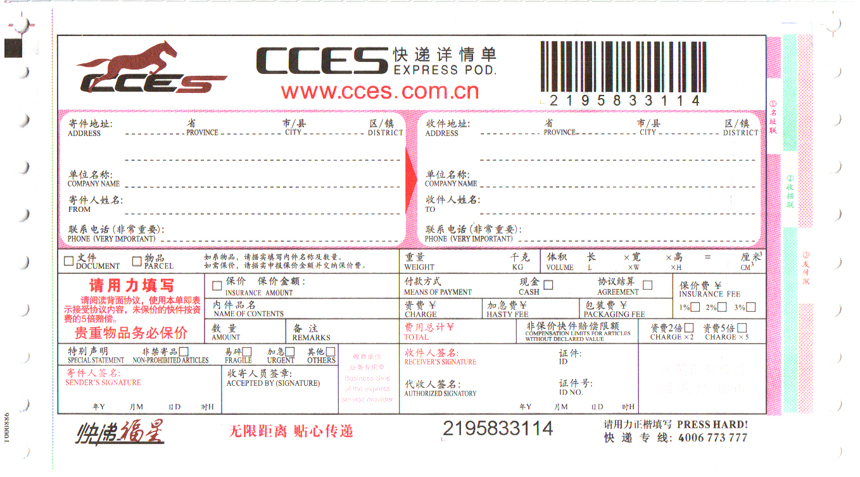 CCES
CCES 快递详情单
EXPRESS POD.
www.cces.com.cn
2195833114
寄件地址: 省 市/县 区/镇
ADDRESS PROVINCE CITY DISTRICT
单位名称:
COMPANY NAME
寄件人姓名:
FROM
联系电话(非常重要):
PHONE (VERY IMPORTANT)
收件地址: 省 市/县 区/镇
ADDRESS PROVINCE CITY DISTRICT
单位名称:
COMPANY NAME
收件人姓名:
TO
联系电话(非常重要):
PHONE (VERY IMPORTANT)
①名址联
②收据联
文件 物品
DOCUMENT PARCEL
如系物品,请据实填写内件名称及数量。
如需保价,请据实申报保价金额并交纳保价费。
重量 千克
WEIGHT KG
体积 长 ×宽 ×高 = 厘米³
VOLUME L ×W ×H CM³
请用力填写
请阅读背面协议,使用本单即表
示接受协议内容,未保价的快件按资
费的5倍赔偿。
贵重物品务必保价
保价 保价金额:
INSURANCE AMOUNT
内件品名
NAME OF CONTENTS
数量 备注
AMOUNT REMARKS
付款方式 现金 协议结算
MEANS OF PAYMENT CASH AGREEMENT
保价费 ¥
INSURANCE FEE
1% 2% 3%
资费 ¥ 加急费 ¥ 包装费 ¥
CHARGE HASTY FEE PACKAGING FEE
费用总计 ¥
TOTAL
非保价快件赔偿限额
COMPENSATION LIMITS FOR ARTICLES
WITHOUT DECLARED VALUE.
资费2倍 资费5倍
CHARGE ×2 CHARGE ×5
特别声明 非禁寄品 易碎 加急 其他
SPECIAL STATEMENT NON-PROHIBITED ARTICLES FRAGILE URGENT OTHERS
寄件人签名:
SENDER'S SIGNATURE
收寄人员签章:
ACCEPTED BY (SIGNATURE)
年Y 月M 日D 时H
收件人签名: 证件:
RECEIVER'S SIGNATURE ID
代收人签名: 证件号:
AUTHORIZED SIGNATORY ID NO.
年Y 月M 日D 时H
快递福星
无限距离 贴心传递
2195833114
请用力正楷填写 PRESS HARD!
快递专线: 4006 773 777